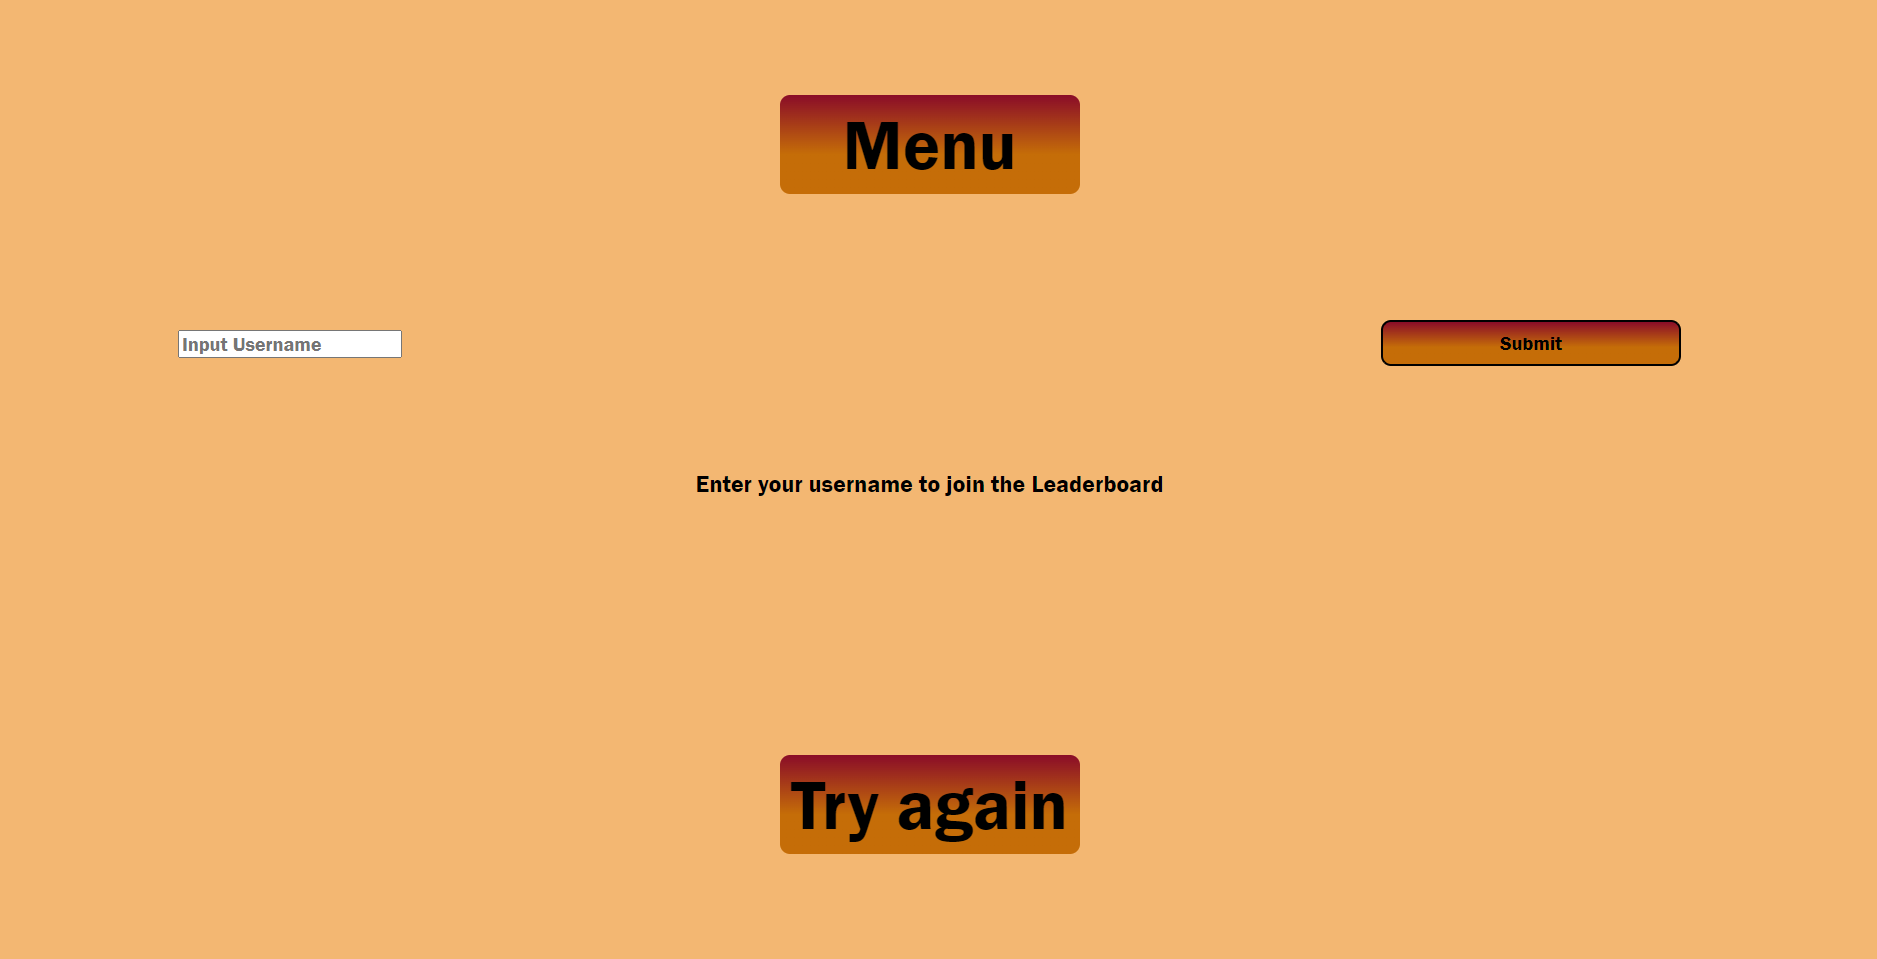 Menu
Input Username
Submit
Enter your username to join the Leaderboard
Try again